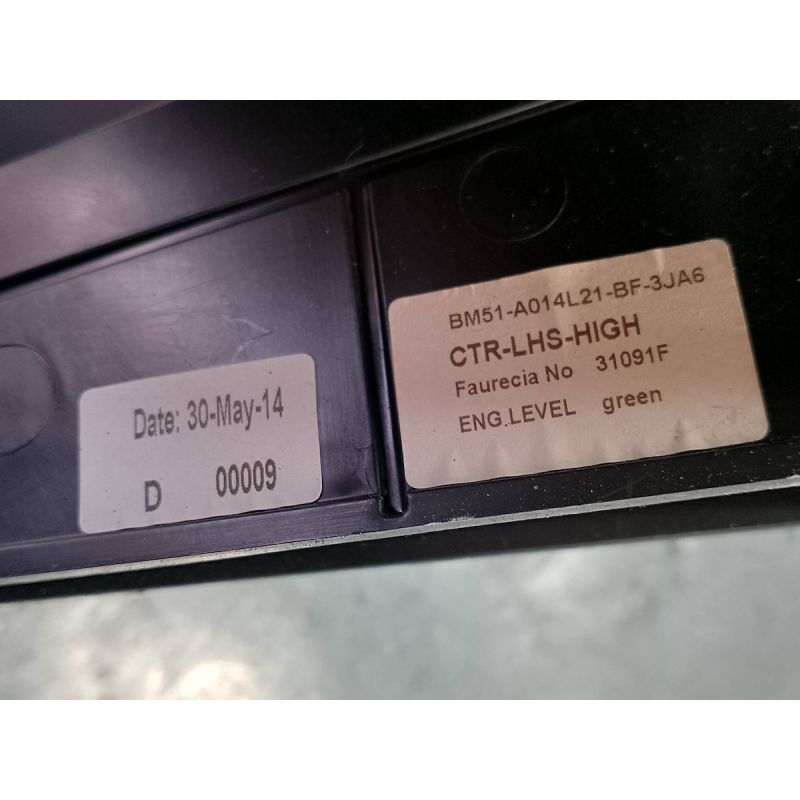 Date: 30-May-14
D 00009
BM51-A014L21-BF-3JA6
CTR-LHS-HIGH
Faurecia No 31091F
ENG.LEVEL green